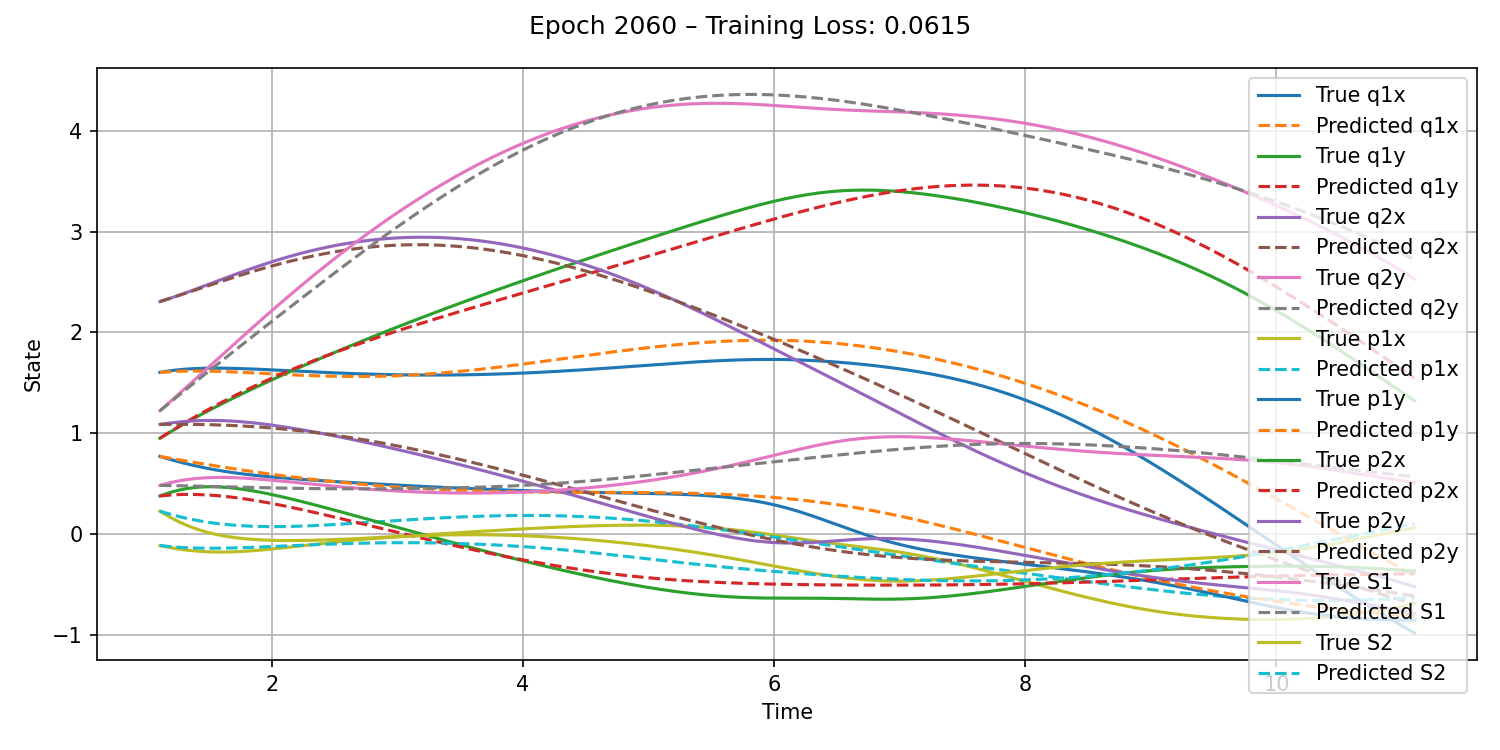 Epoch 2060 – Training Loss: 0.0615
State
4
3
2
1
0
−1
2
4
6
8
10
Time
True q1x
Predicted q1x
True q1y
Predicted q1y
True q2x
Predicted q2x
True q2y
Predicted q2y
True p1x
Predicted p1x
True p1y
Predicted p1y
True p2x
Predicted p2x
True p2y
Predicted p2y
True S1
Predicted S1
True S2
Predicted S2